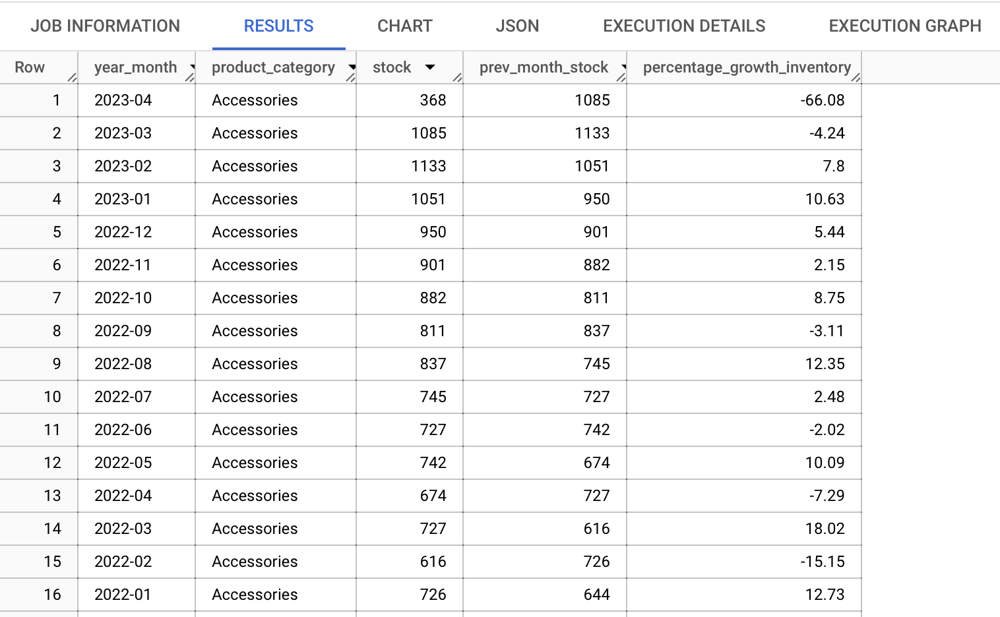 JOB INFORMATION RESULTS CHART JSON EXECUTION DETAILS EXECUTION GRAPH
Row year_month product_category stock prev_month_stock percentage_growth_inventory
1 2023-04 Accessories 368 1085 -66.08
2 2023-03 Accessories 1085 1133 -4.24
3 2023-02 Accessories 1133 1051 7.8
4 2023-01 Accessories 1051 950 10.63
5 2022-12 Accessories 950 901 5.44
6 2022-11 Accessories 901 882 2.15
7 2022-10 Accessories 882 811 8.75
8 2022-09 Accessories 811 837 -3.11
9 2022-08 Accessories 837 745 12.35
10 2022-07 Accessories 745 727 2.48
11 2022-06 Accessories 727 742 -2.02
12 2022-05 Accessories 742 674 10.09
13 2022-04 Accessories 674 727 -7.29
14 2022-03 Accessories 727 616 18.02
15 2022-02 Accessories 616 726 -15.15
16 2022-01 Accessories 726 644 12.73